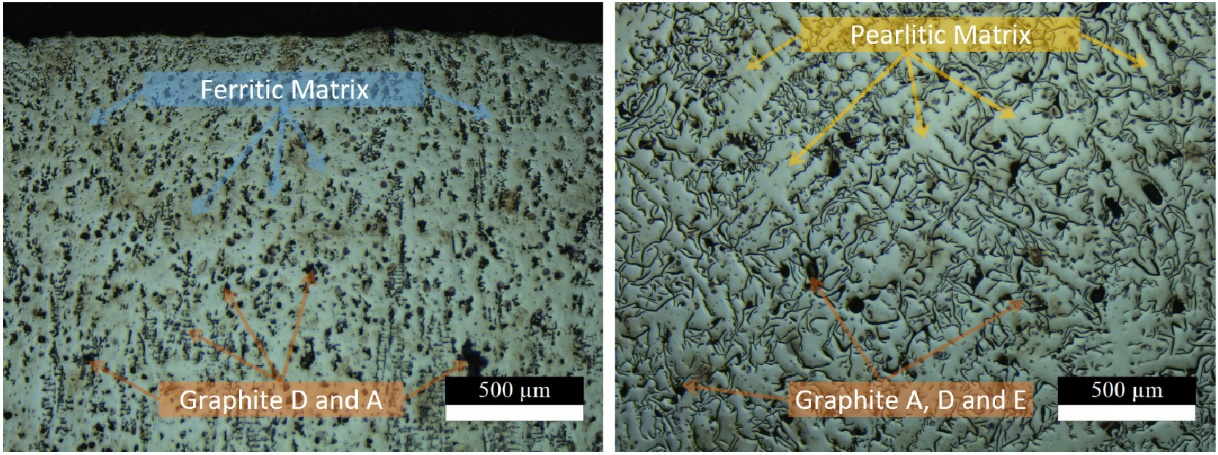 Ferritic Matrix
Graphite D and A
500 µm
Pearlitic Matrix
Graphite A, D and E
500 µm